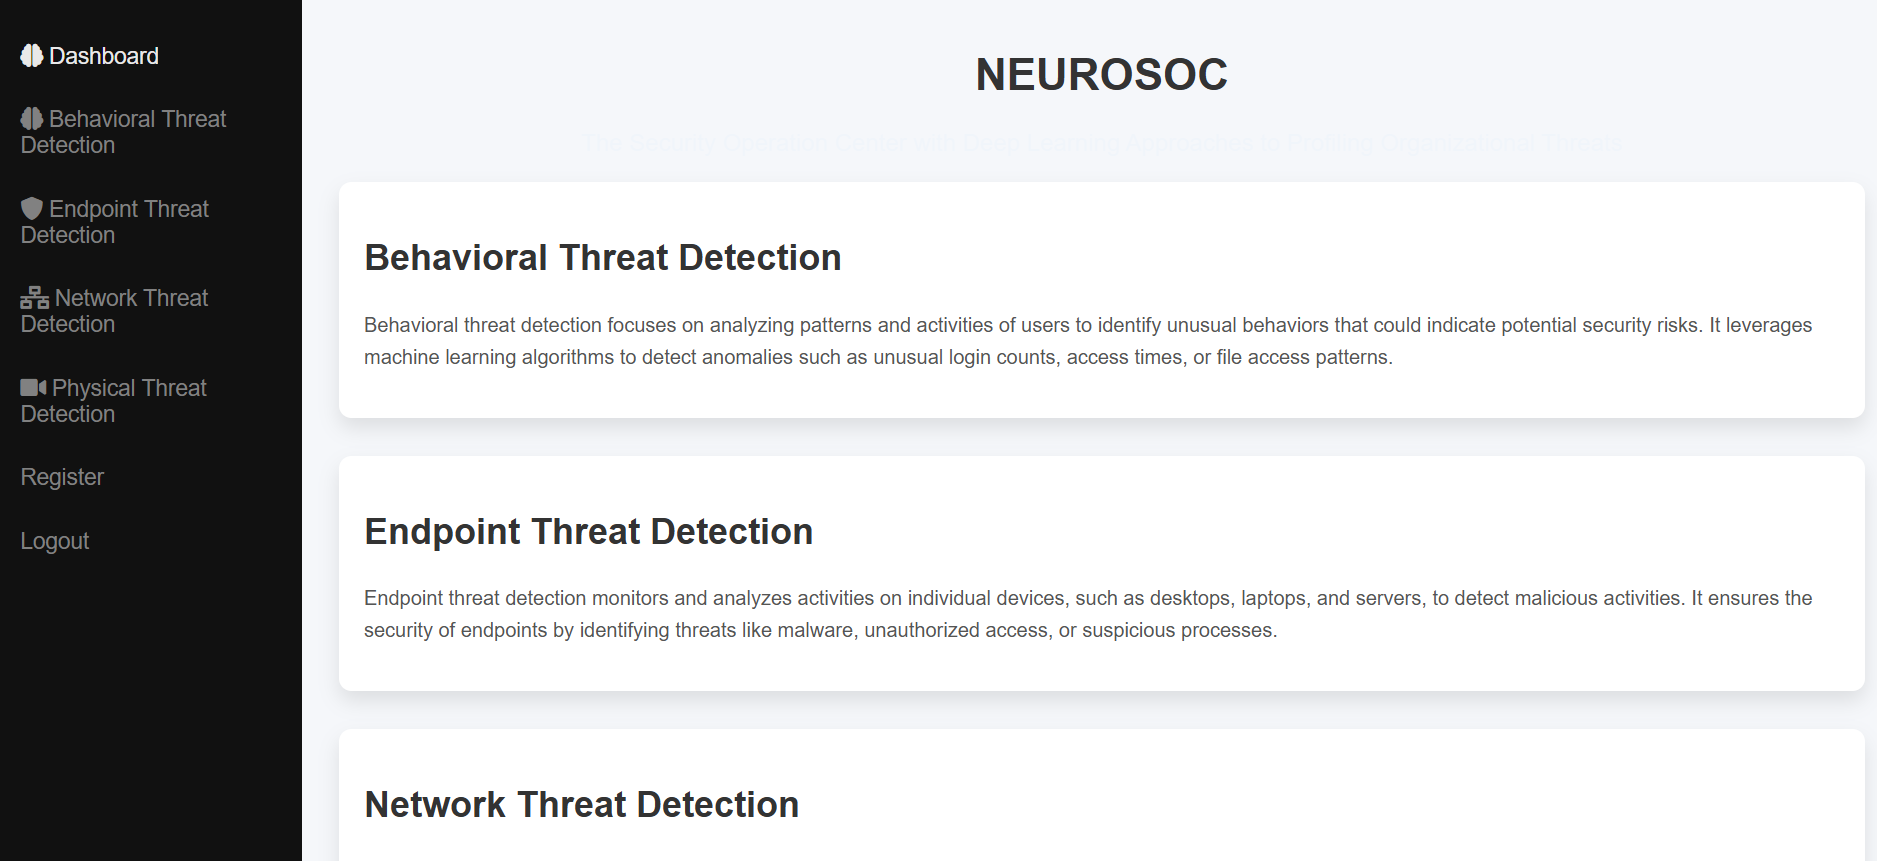 Dashboard
Behavioral Threat
Detection
Endpoint Threat
Detection
Network Threat
Detection
Physical Threat
Detection
Register
Logout
NEUROSOC
The Security Operation Center with Deep Learning Approaches to Profiling Organizational Threats
Behavioral Threat Detection
Behavioral threat detection focuses on analyzing patterns and activities of users to identify unusual behaviors that could indicate potential security risks. It leverages
machine learning algorithms to detect anomalies such as unusual login counts, access times, or file access patterns.
Endpoint Threat Detection
Endpoint threat detection monitors and analyzes activities on individual devices, such as desktops, laptops, and servers, to detect malicious activities. It ensures the
security of endpoints by identifying threats like malware, unauthorized access, or suspicious processes.
Network Threat Detection